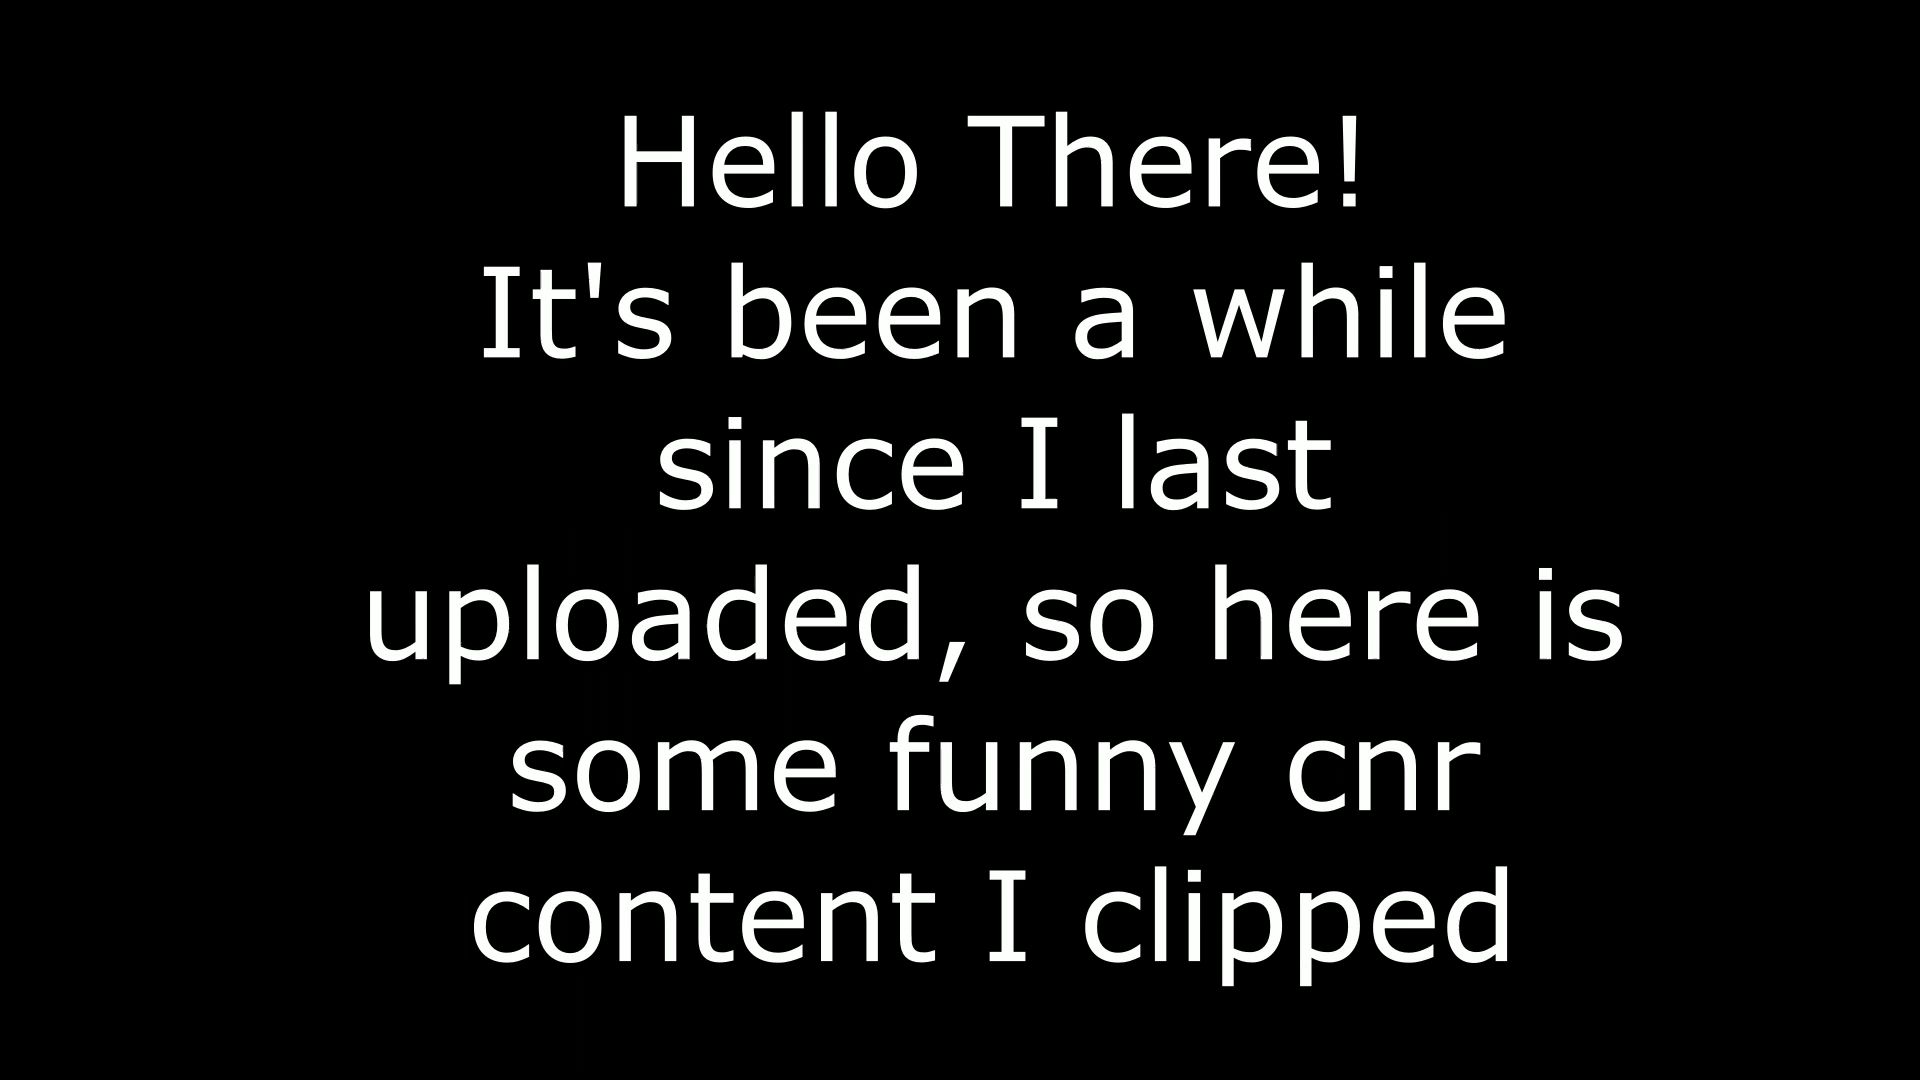 Hello There!
It's been a while
since I last
uploaded, so here is
some funny cnr
content I clipped